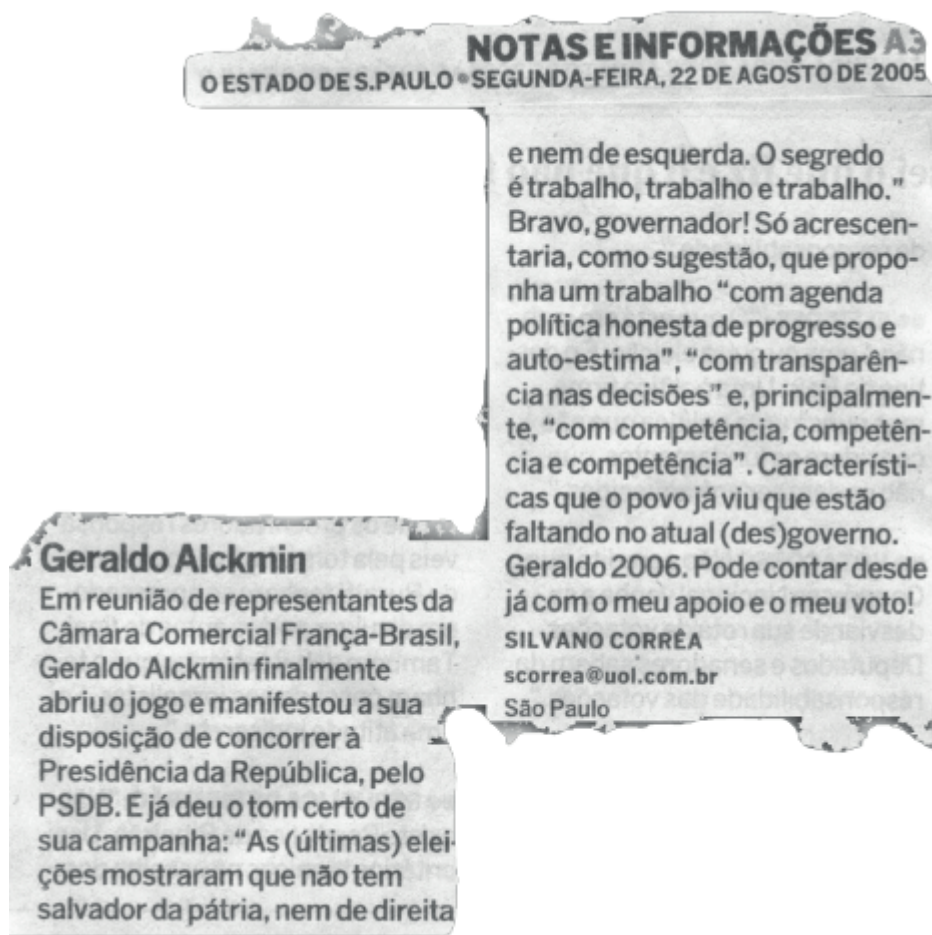 NOTAS E INFORMAÇÕES A3
O ESTADO DE S.PAULO • SEGUNDA-FEIRA, 22 DE AGOSTO DE 2005
Geraldo Alckmin
Em reunião de representantes da
Câmara Comercial França-Brasil,
Geraldo Alckmin finalmente
abriu o jogo e manifestou a sua
disposição de concorrer à
Presidência da República, pelo
PSDB. E já deu o tom certo de
sua campanha: "As (últimas) elei-
ções mostraram que não tem
salvador da pátria, nem de direita
e nem de esquerda. O segredo
é trabalho, trabalho e trabalho."
Bravo, governador! Só acrescen-
taria, como sugestão, que propo-
nha um trabalho "com agenda
política honesta de progresso e
auto-estima", "com transparên-
cia nas decisões" e, principalmen-
te, "com competência, competên-
cia e competência". Característi-
cas que o povo já viu que estão
faltando no atual (des)governo.
Geraldo 2006. Pode contar desde
já com o meu apoio e o meu voto!
SILVANO CORRÊA
scorrea@uol.com.br
São Paulo